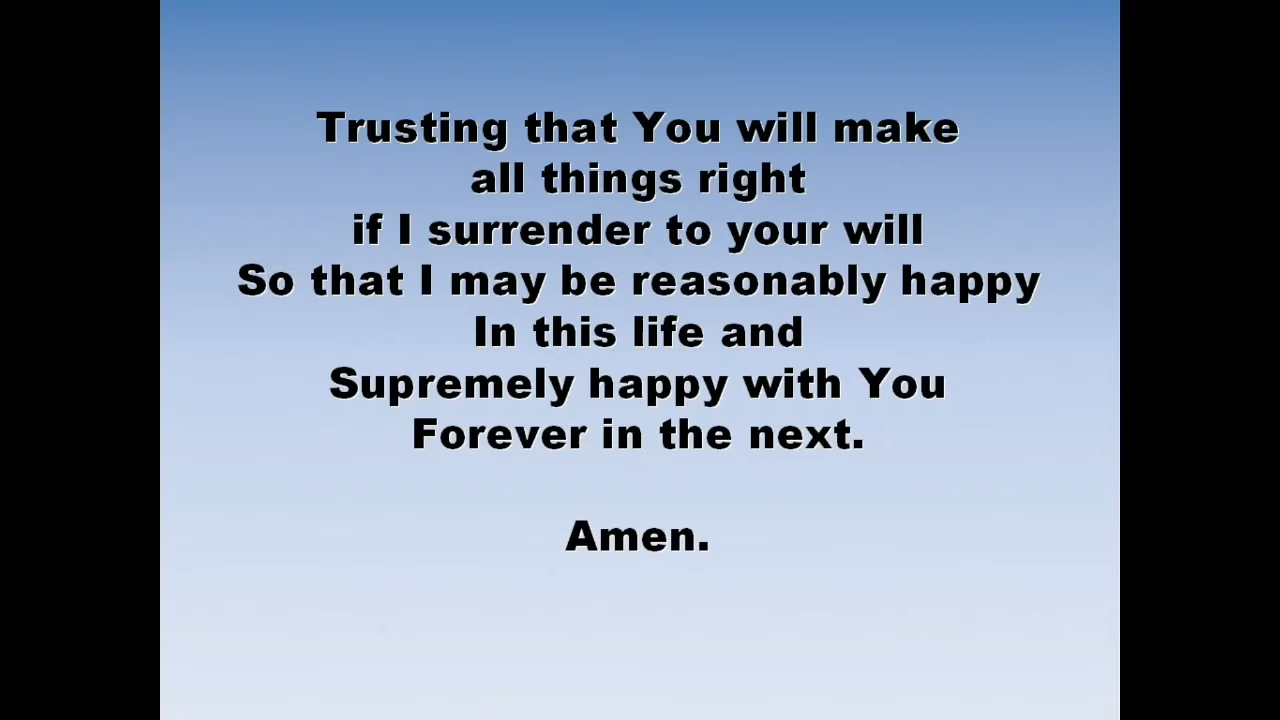 Trusting that You will make
all things right
if I surrender to your will
So that I may be reasonably happy
In this life and
Supremely happy with You
Forever in the next.
Amen.